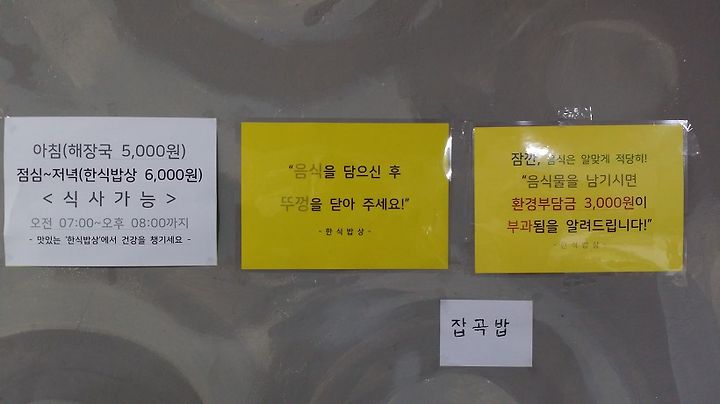 아침(해장국 5,000원)
점심~저녁(한식밥상 6,000원)
< 식 사 가 능 >
오전 07:00~오후 08:00까지
- 맛있는 '한식밥상'에서 건강을 챙기세요 -
“음식을 담으신 후
뚜껑을 닫아 주세요!”
- 한 식 밥 상 -
잠깐, 음식은 알맞게 적당히!
“음식물을 남기시면
환경부담금 3,000원이
부과됨을 알려드립니다!”
- 한 식 밥 상 -
잡곡밥